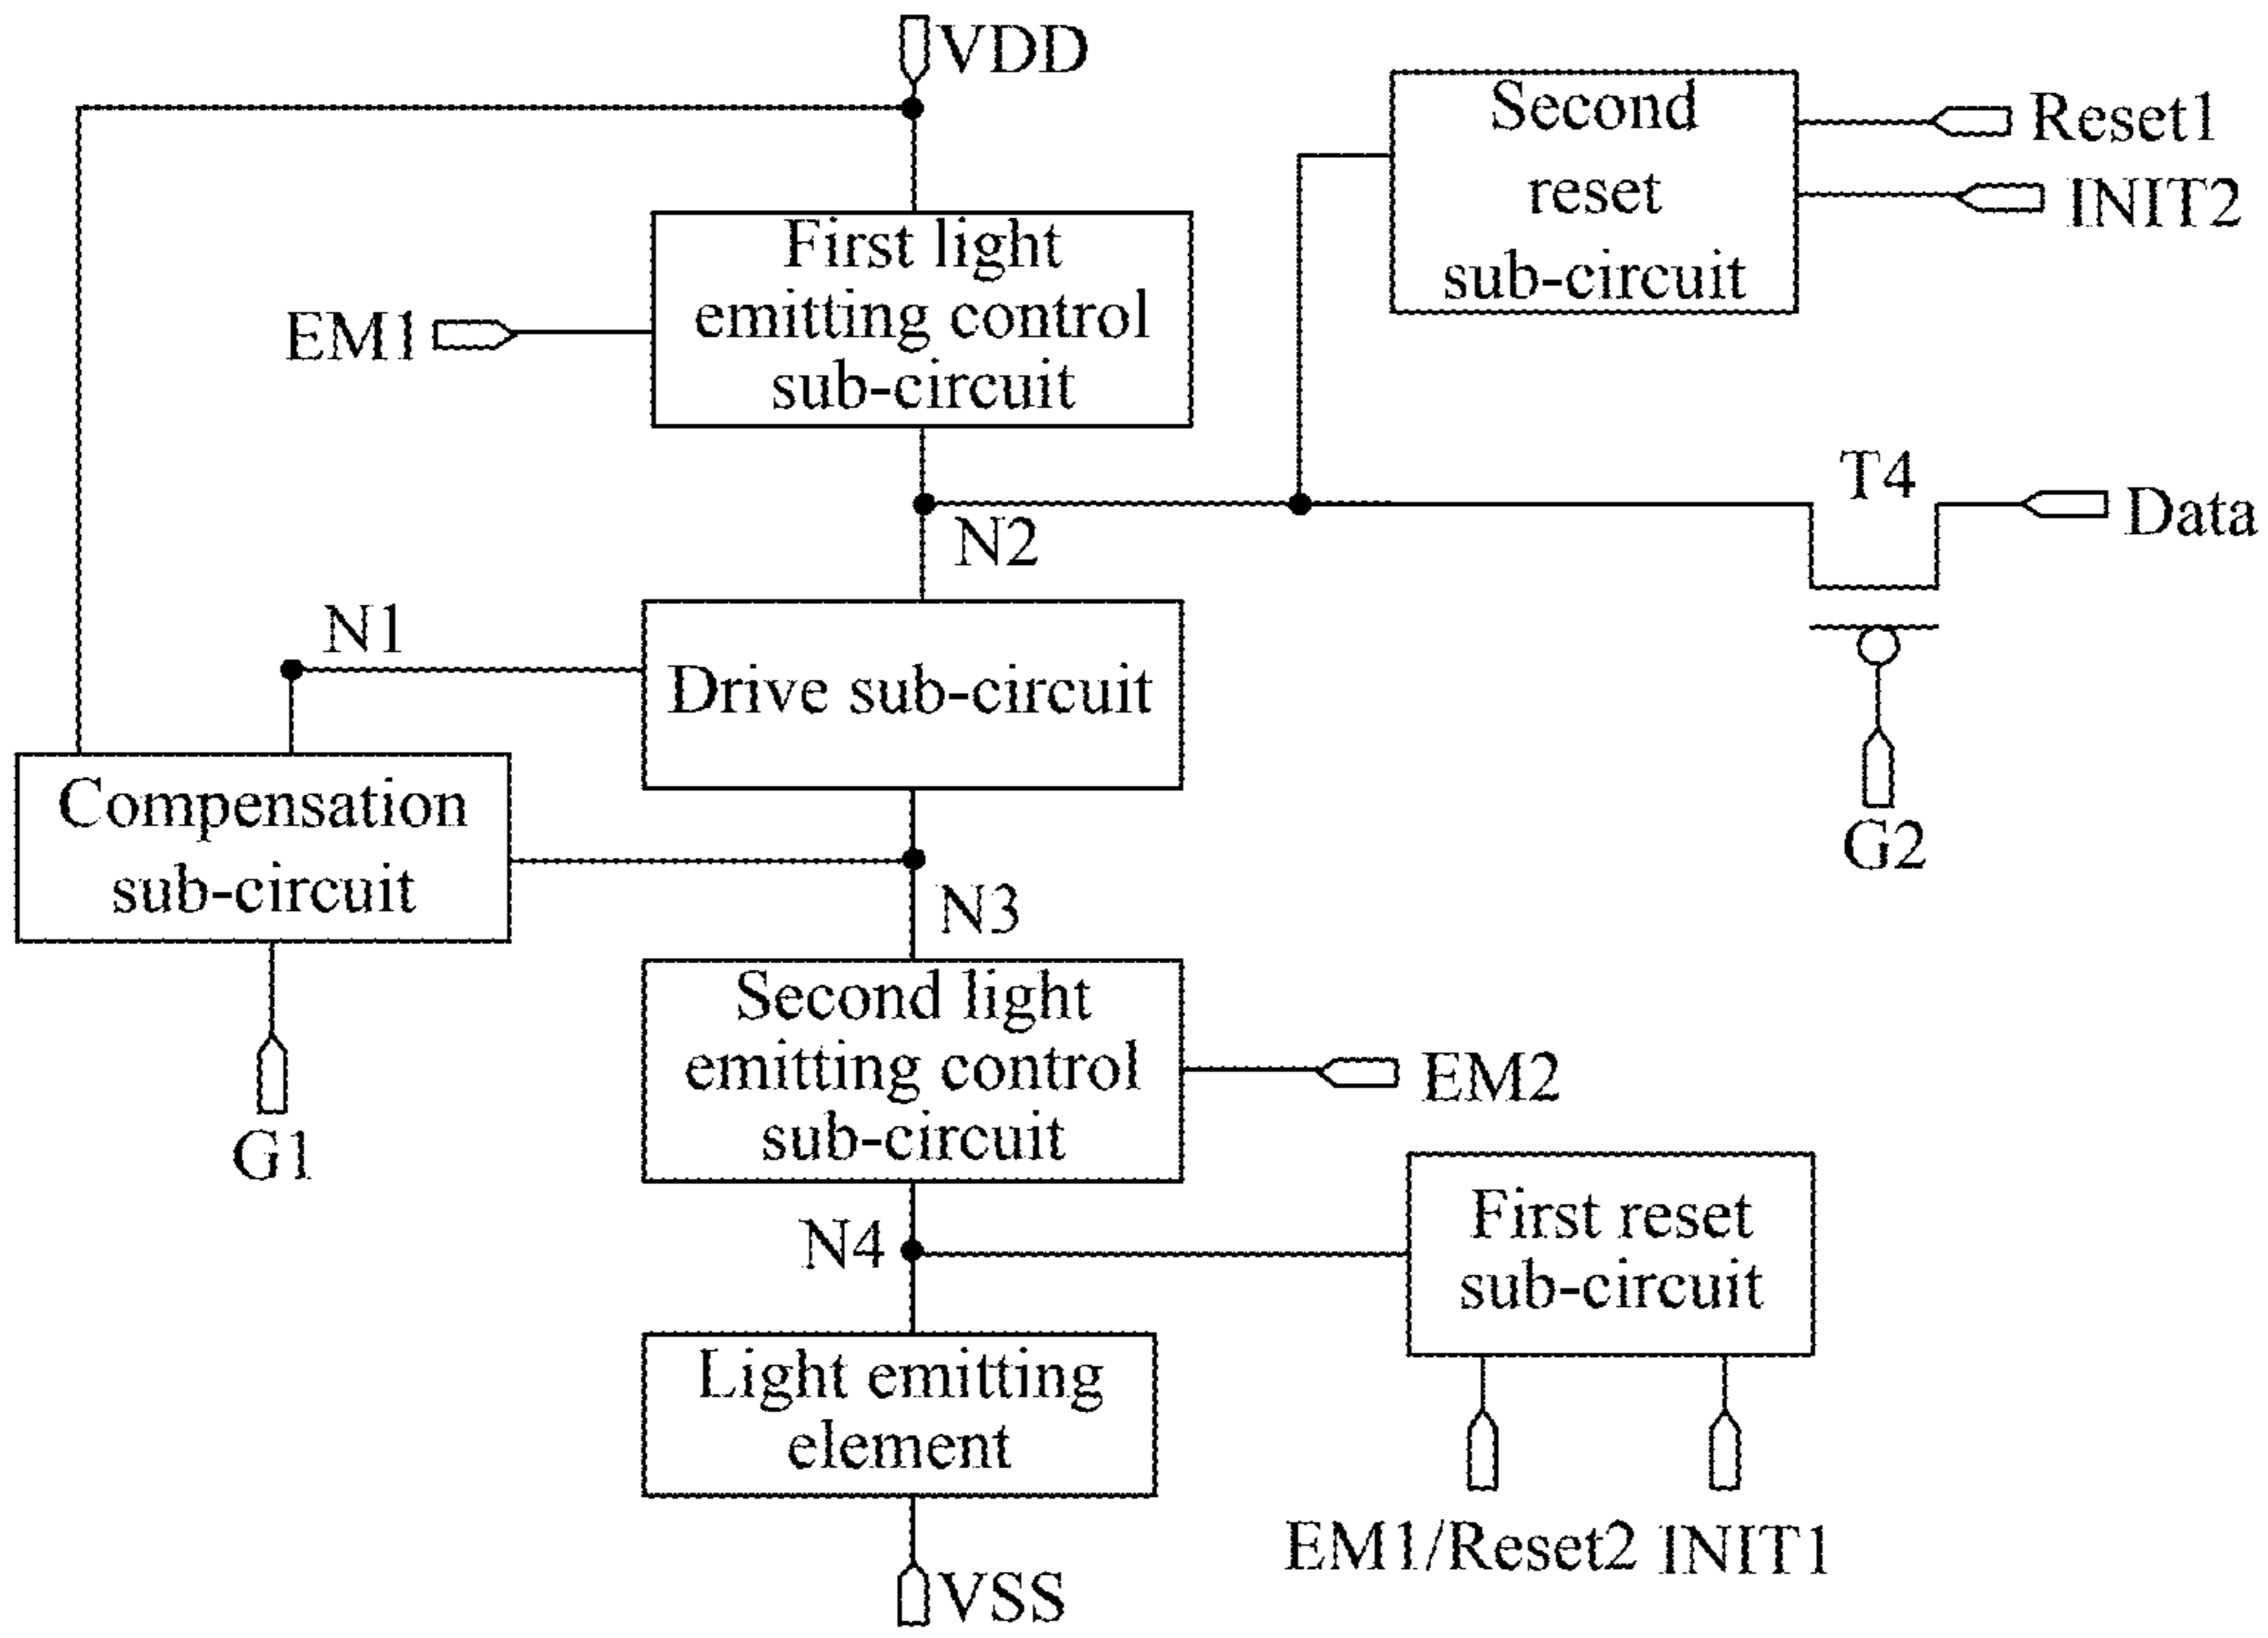 VDD
Second
reset
sub-circuit
Reset1
INIT2
First light
emitting control
sub-circuit
EM1
T4
Data
N2
N1
Drive sub-circuit
G2
Compensation
sub-circuit
N3
Second light
emitting control
sub-circuit
EM2
G1
First reset
sub-circuit
N4
Light emitting
element
EM1/Reset2 INIT1
VSS